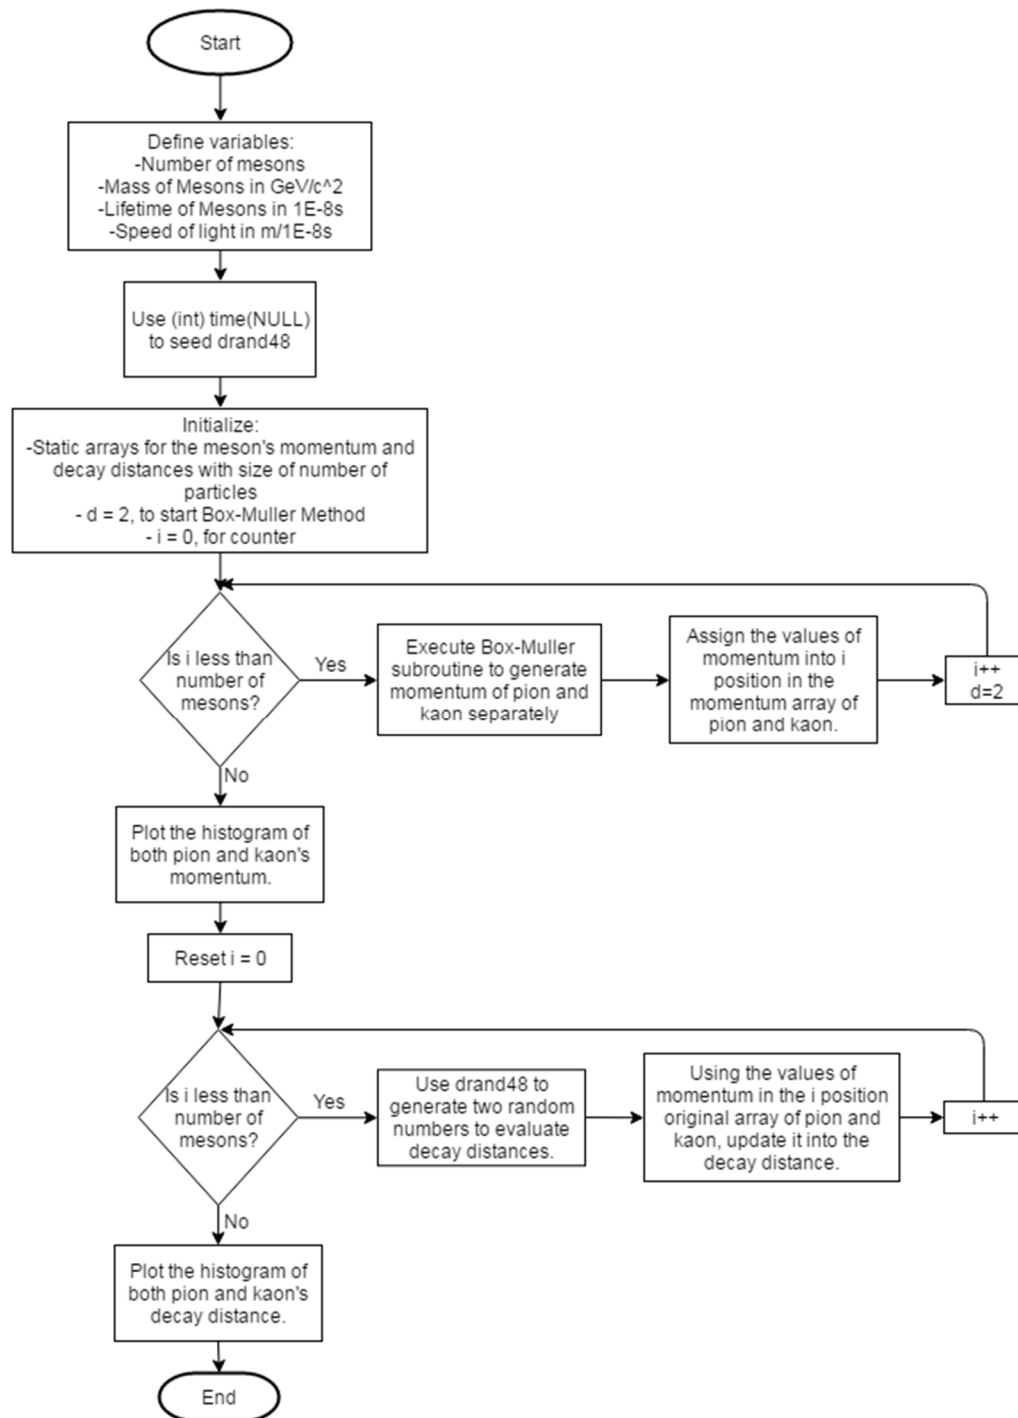 Start
Define variables:
-Number of mesons
-Mass of Mesons in GeV/c^2
-Lifetime of Mesons in 1E-8s
-Speed of light in m/1E-8s
Use (int) time(NULL)
to seed drand48
Initialize:
-Static arrays for the meson's momentum and
decay distances with size of number of
particles
- d = 2, to start Box-Muller Method
- i = 0, for counter
Is i less than
number of
mesons?
Yes
Execute Box-Muller
subroutine to generate
momentum of pion and
kaon separately
Assign the values of
momentum into i
position in the
momentum array of
pion and kaon.
i++
d=2
No
Plot the histogram of
both pion and kaon's
momentum.
Reset i = 0
Is i less than
number of
mesons?
Yes
Use drand48 to
generate two random
numbers to evaluate
decay distances.
Using the values of
momentum in the i position
original array of pion and
kaon, update it into the
decay distance.
i++
No
Plot the histogram of
both pion and kaon's
decay distance.
End